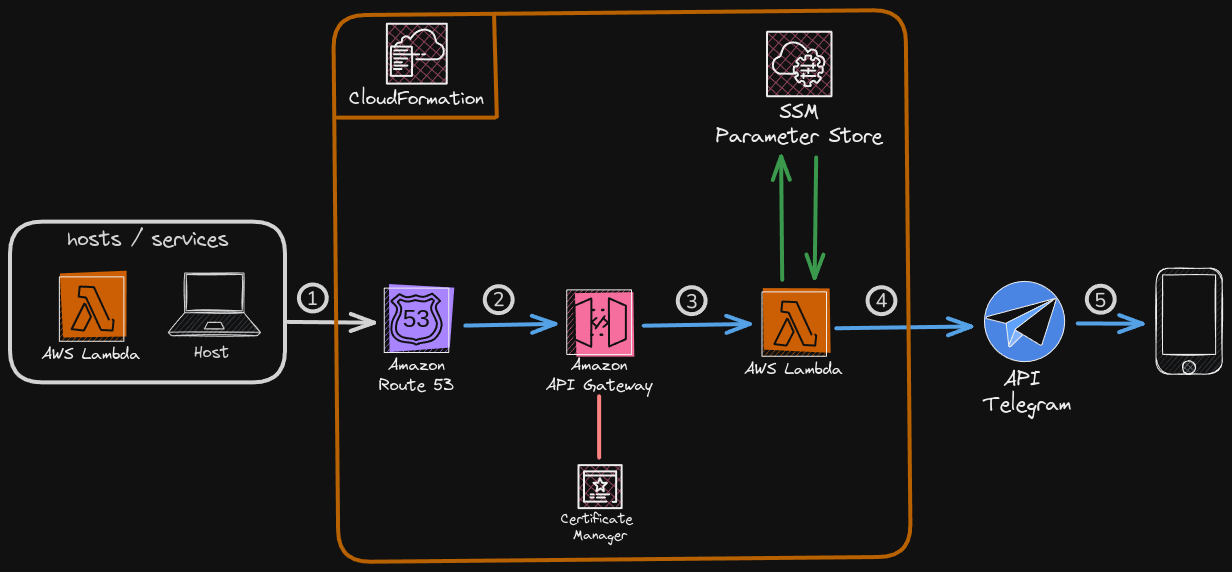 CloudFormation
SSM
Parameter Store
hosts / services
AWS Lambda
Host
1
53
Amazon
Route 53
2
Amazon
API Gateway
3
AWS Lambda
4
API
Telegram
5
Certificate
Manager